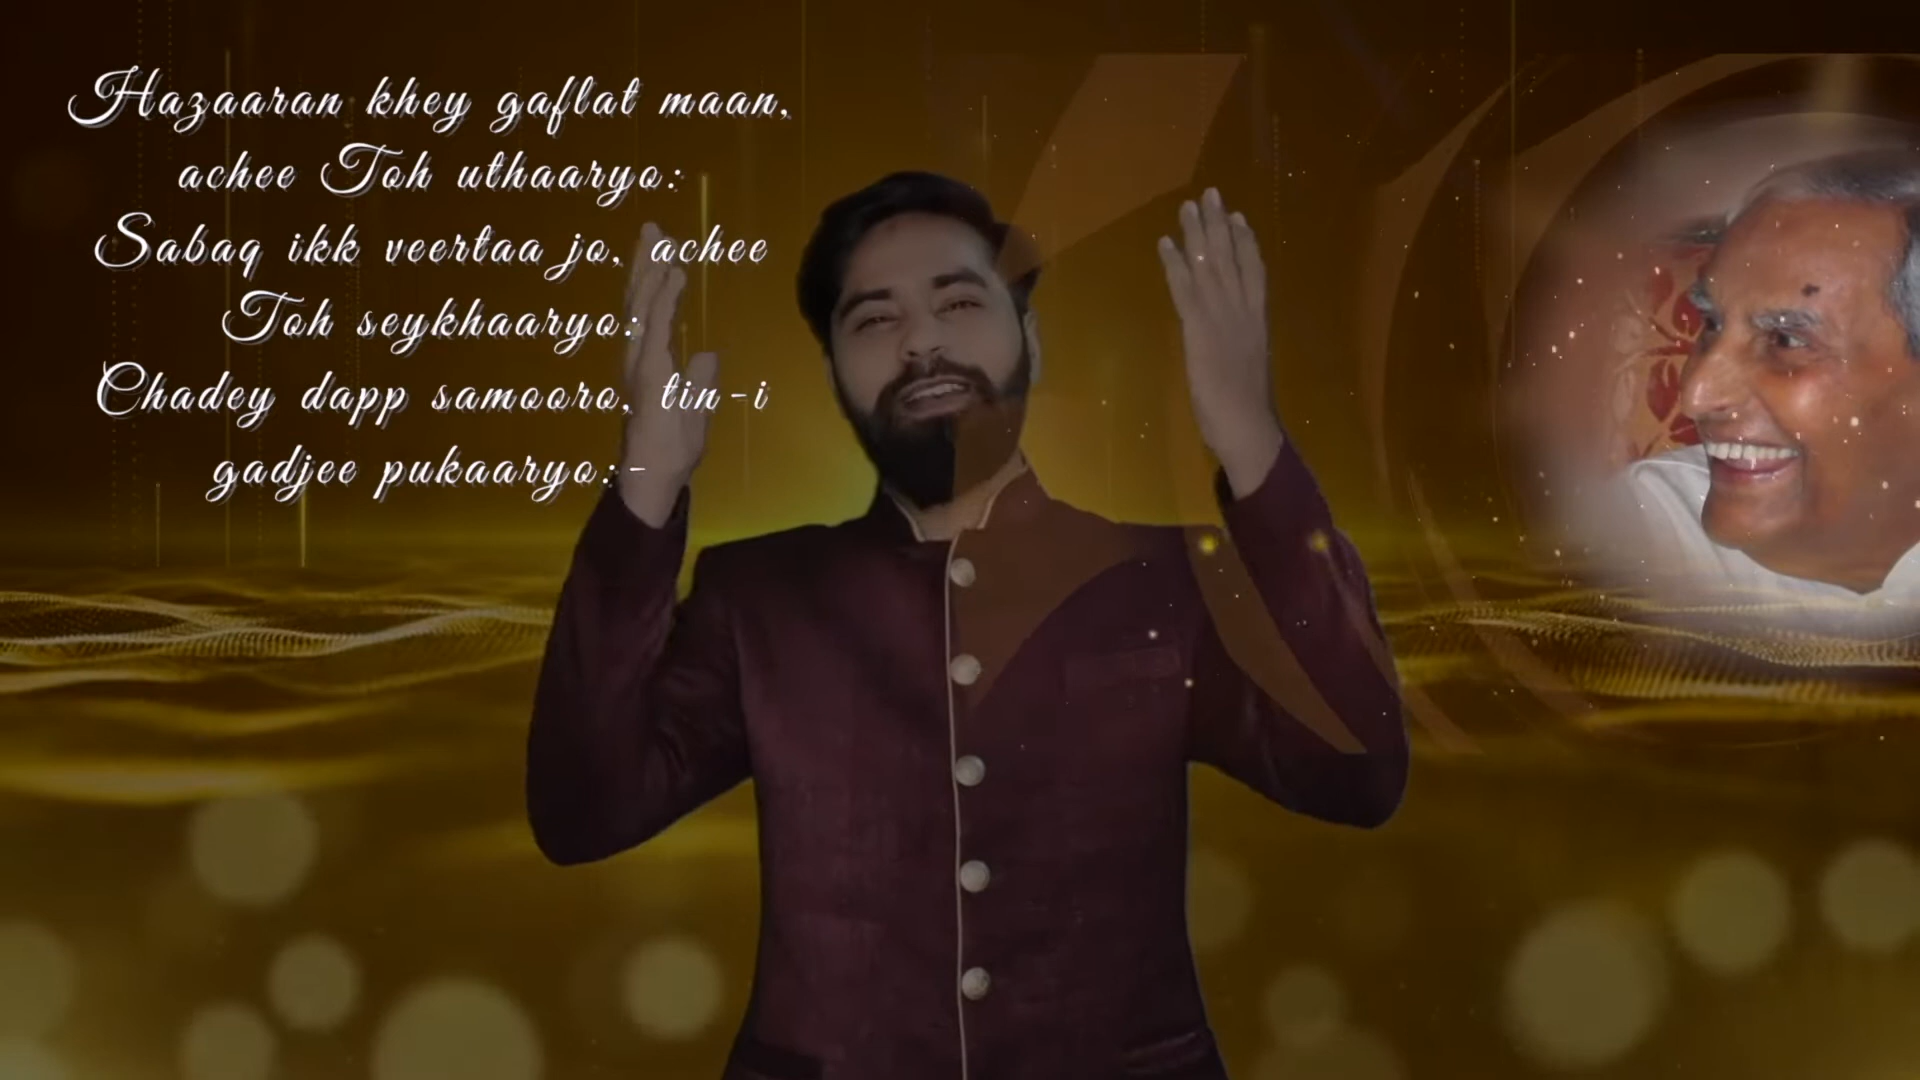 Hazaaran khey gaflat maan,
achee Toh uthaaryo:
Sabaq ikk veertaa jo, achee
Toh seykhaaryo:
Chadey dapp samooro, tin-i
gadjee pukaaryo:-